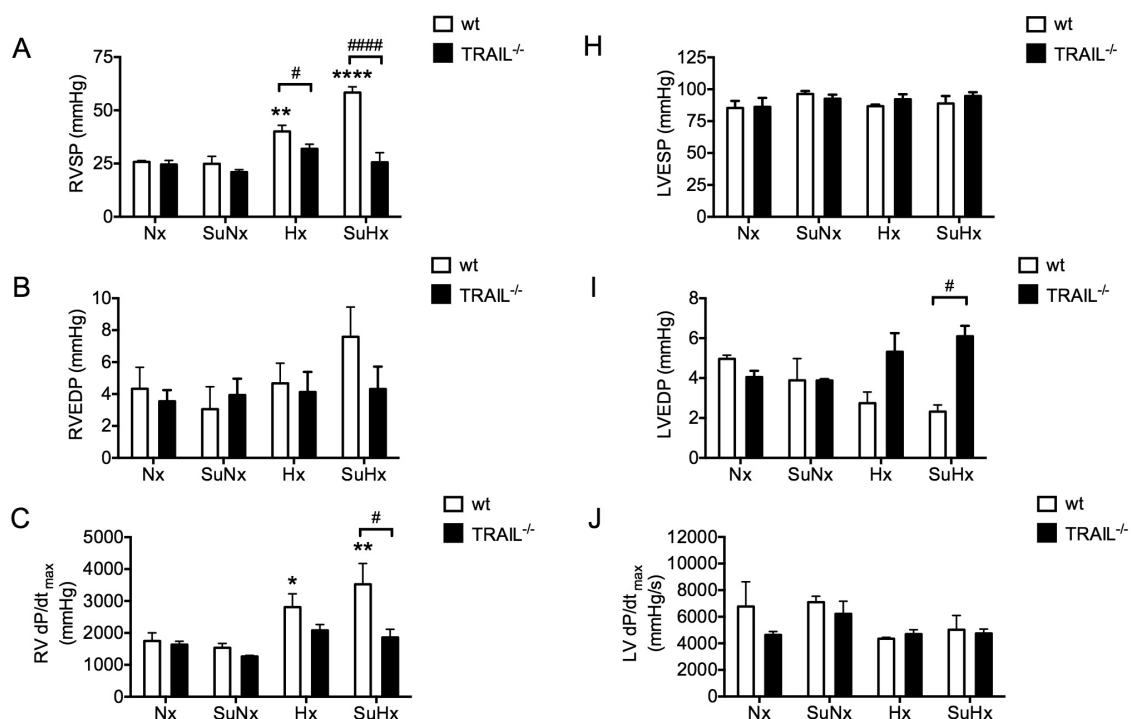 A
wt
TRAIL-/-
RVSP (mmHg)
75
50
25
0
**
#
****
####
Nx SuNx Hx SuHx
B
wt
TRAIL-/-
RVEDP (mmHg)
10
8
6
4
2
0
Nx SuNx Hx SuHx
C
wt
TRAIL-/-
RV dP/dtmax
(mmHg)
5000
4000
3000
2000
1000
0
*
**
#
Nx SuNx Hx SuHx
H
wt
TRAIL-/-
LVESP (mmHg)
125
100
75
50
25
0
Nx SuNx Hx SuHx
I
wt
TRAIL-/-
LVEDP (mmHg)
8
6
4
2
0
#
Nx SuNx Hx SuHx
J
wt
TRAIL-/-
LV dP/dtmax
(mmHg/s)
12000
10000
8000
6000
4000
2000
0
Nx SuNx Hx SuHx